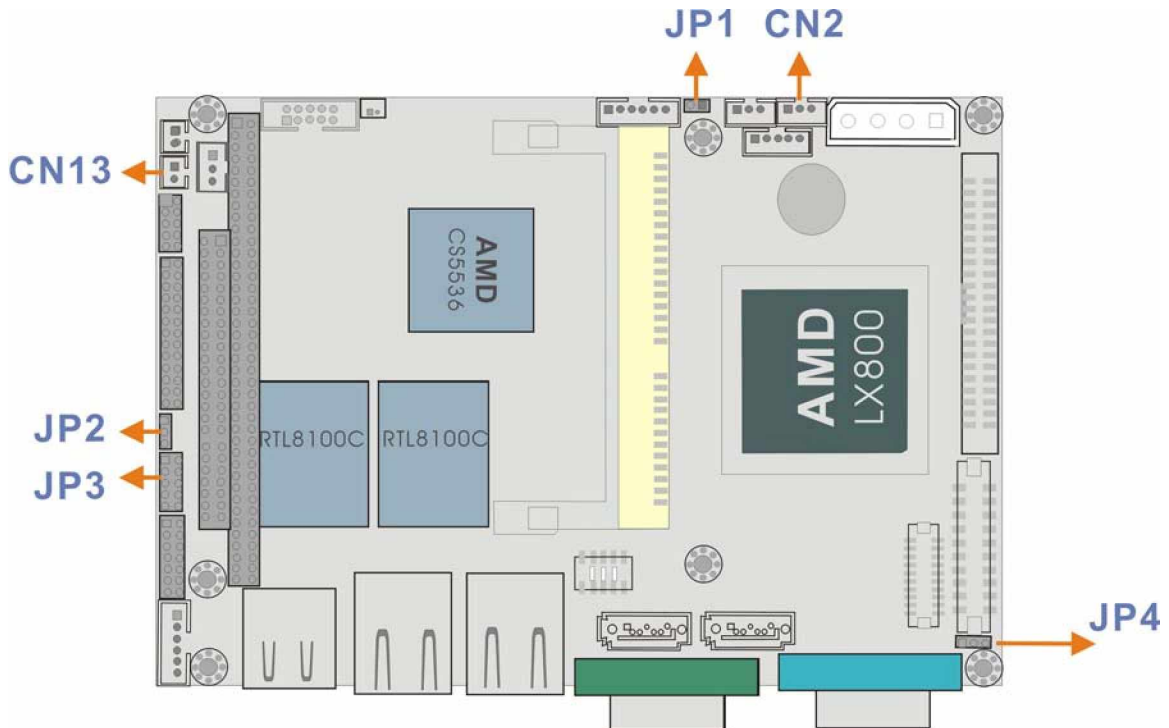 JP1 CN2
CN13
AMD
CS5536
AMD
LX800
JP2
RTL8100C RTL8100C
JP3
JP4